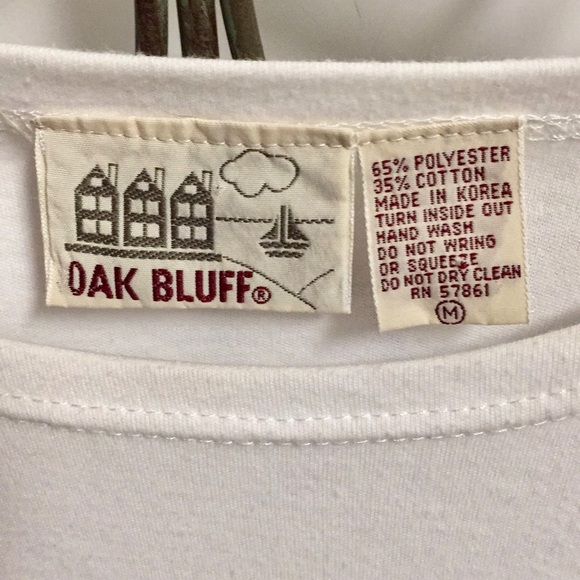 OAK BLUFF®
65% POLYESTER
35% COTTON
MADE IN KOREA
TURN INSIDE OUT
HAND WASH
DO NOT WRING
OR SQUEEZE
DO NOT DRY CLEAN
RN 57861
M